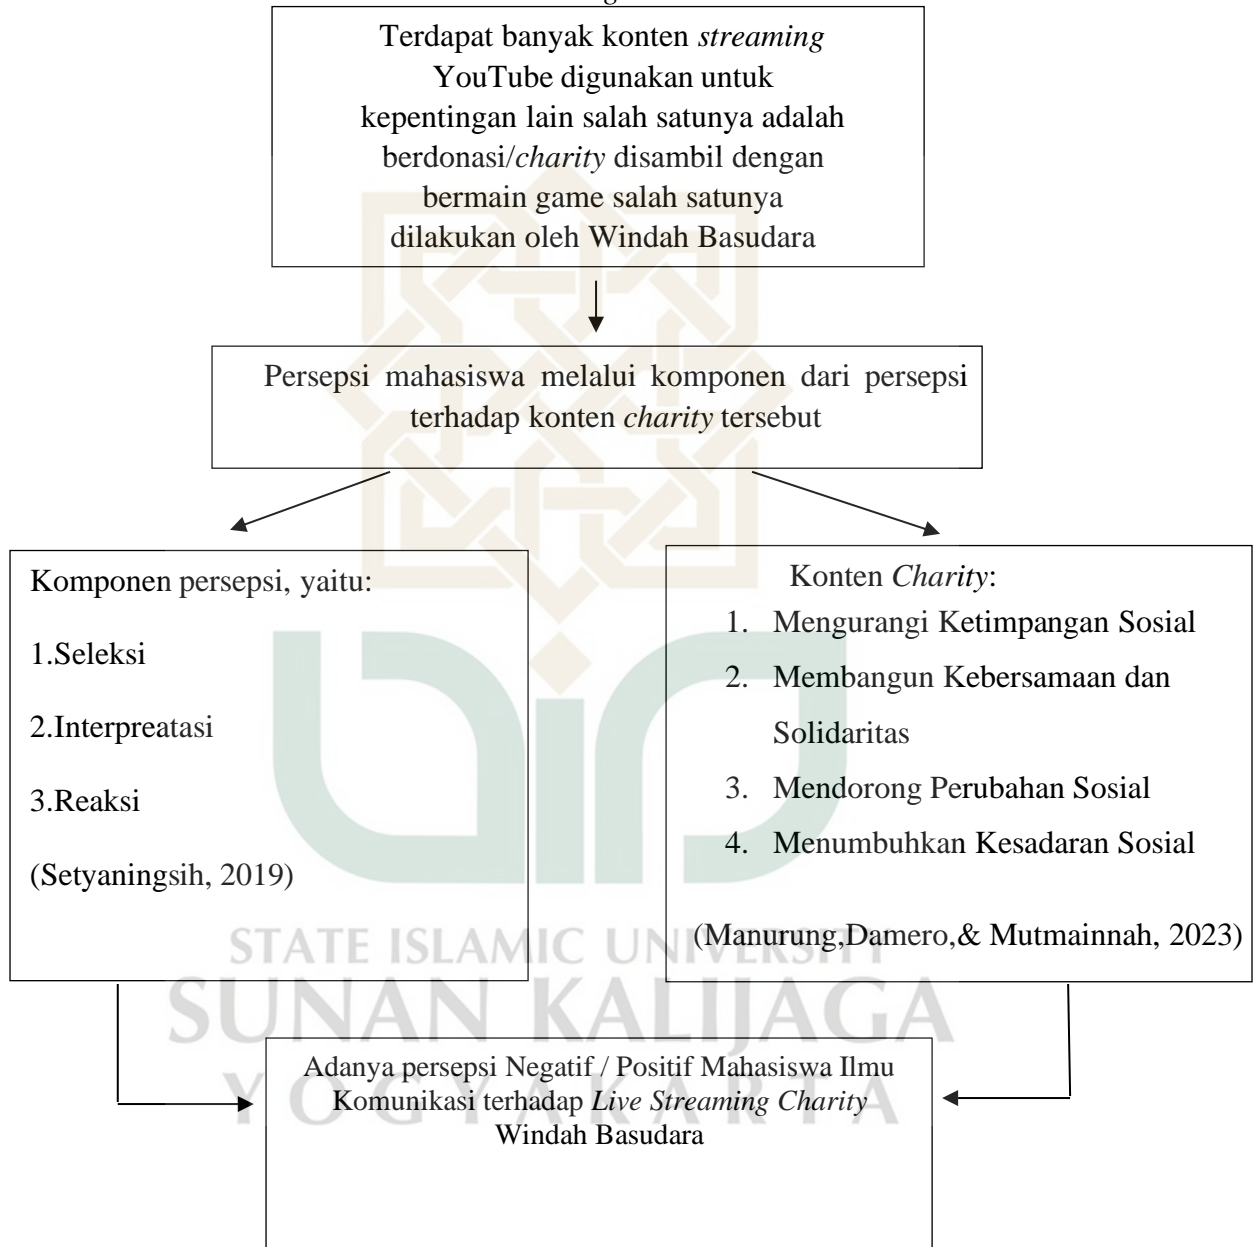 Terdapat banyak konten streaming
YouTube digunakan untuk
kepentingan lain salah satunya adalah
berdonasi/charity disambil dengan
bermain game salah satunya
dilakukan oleh Windah Basudara
Persepsi mahasiswa melalui komponen dari persepsi
terhadap konten charity tersebut
Komponen persepsi, yaitu:
1.Seleksi
2.Interpreatasi
3.Reaksi
(Setyaningsih, 2019)
Konten Charity:
1. Mengurangi Ketimpangan Sosial
2. Membangun Kebersamaan dan
Solidaritas
3. Mendorong Perubahan Sosial
4. Menumbuhkan Kesadaran Sosial
(Manurung,Damero,& Mutmainnah, 2023)
STATE ISLAMIC UNIVERSITY
SUNAN KALIJAGA
YOGYAKARTA
Adanya persepsi Negatif / Positif Mahasiswa Ilmu
Komunikasi terhadap Live Streaming Charity
Windah Basudara